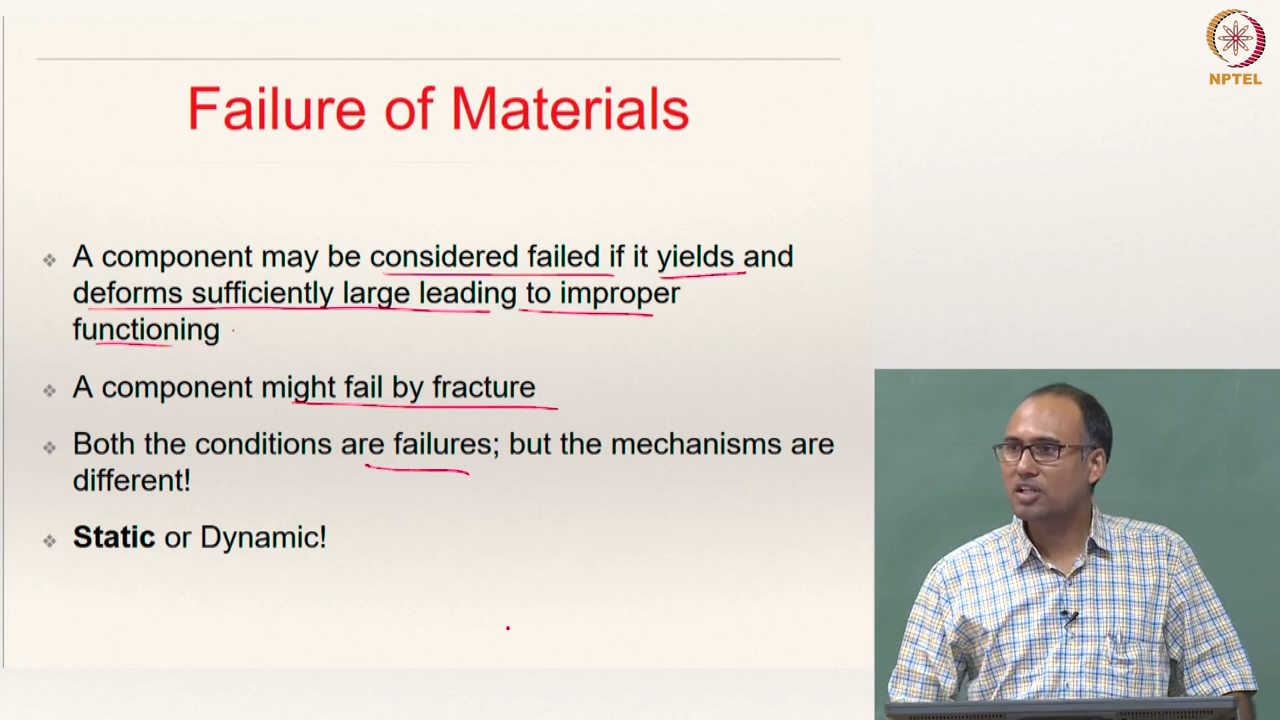 NPTEL
Failure of Materials
❖ A component may be considered failed if it yields and
deforms sufficiently large leading to improper
functioning
❖ A component might fail by fracture
❖ Both the conditions are failures; but the mechanisms are
different!
❖ Static or Dynamic!